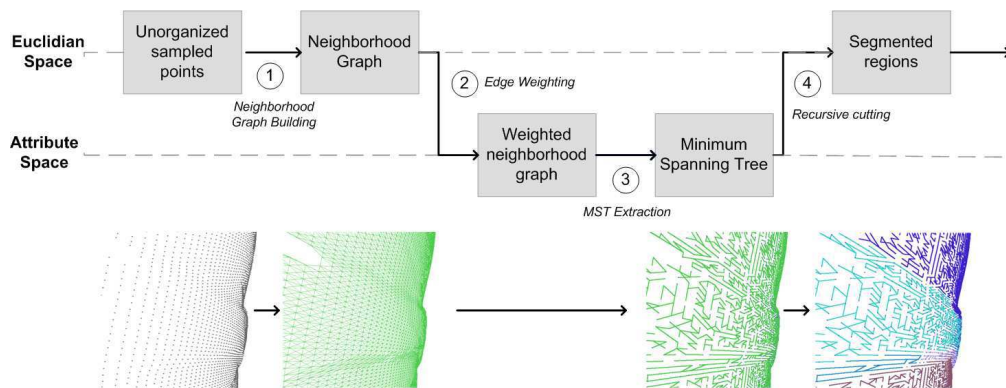 Euclidian
Space
Unorganized
sampled
points
1
Neighborhood
Graph Building
Neighborhood
Graph
2
Edge Weighting
Attribute
Space
Weighted
neighborhood
graph
3
MST Extraction
Minimum
Spanning Tree
4
Recursive cutting
Segmented
regions